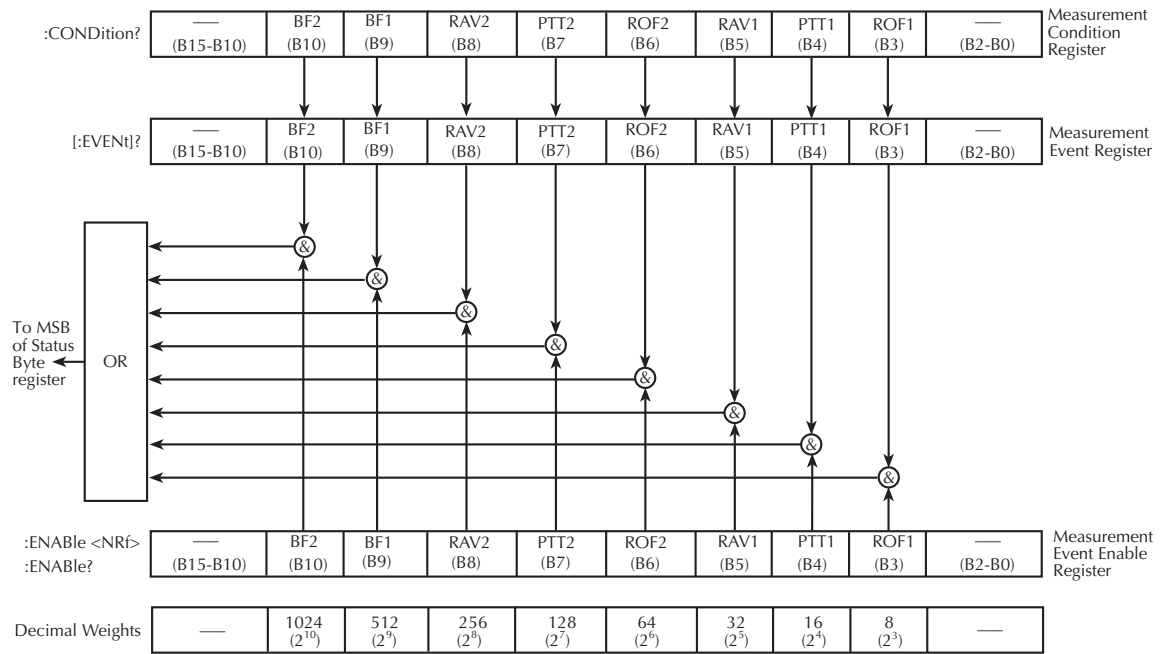 :CONDition?
—
(B15-B10)
BF2
(B10)
BF1
(B9)
RAV2
(B8)
PTT2
(B7)
ROF2
(B6)
RAV1
(B5)
PTT1
(B4)
ROF1
(B3)
—
(B2-B0)
Measurement
Condition
Register
[:EVENt]?
—
(B15-B10)
BF2
(B10)
BF1
(B9)
RAV2
(B8)
PTT2
(B7)
ROF2
(B6)
RAV1
(B5)
PTT1
(B4)
ROF1
(B3)
—
(B2-B0)
Measurement
Event Register
&
&
&
&
&
&
&
&
To MSB
of Status
Byte
register
OR
:ENABle <NRf>
:ENABle?
—
(B15-B10)
BF2
(B10)
BF1
(B9)
RAV2
(B8)
PTT2
(B7)
ROF2
(B6)
RAV1
(B5)
PTT1
(B4)
ROF1
(B3)
—
(B2-B0)
Measurement
Event Enable
Register
Decimal Weights
—
1024
(2¹⁰)
512
(2⁹)
256
(2⁸)
128
(2⁷)
64
(2⁶)
32
(2⁵)
16
(2⁴)
8
(2³)
—